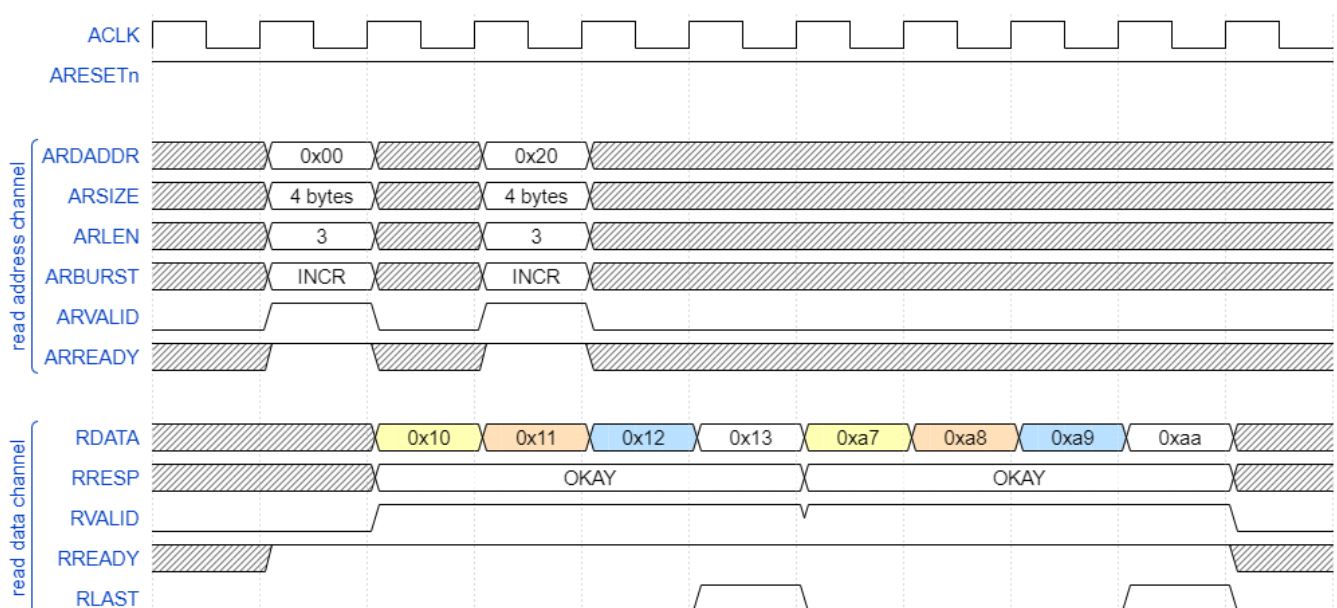 ACLK
ARESETn
read address channel
ARDADDR 0x00 0x20
ARSIZE 4 bytes 4 bytes
ARLEN 3 3
ARBURST INCR INCR
ARVALID
ARREADY
read data channel
RDATA 0x10 0x11 0x12 0x13 0xa7 0xa8 0xa9 0xaa
RRESP OKAY OKAY
RVALID
RREADY
RLAST